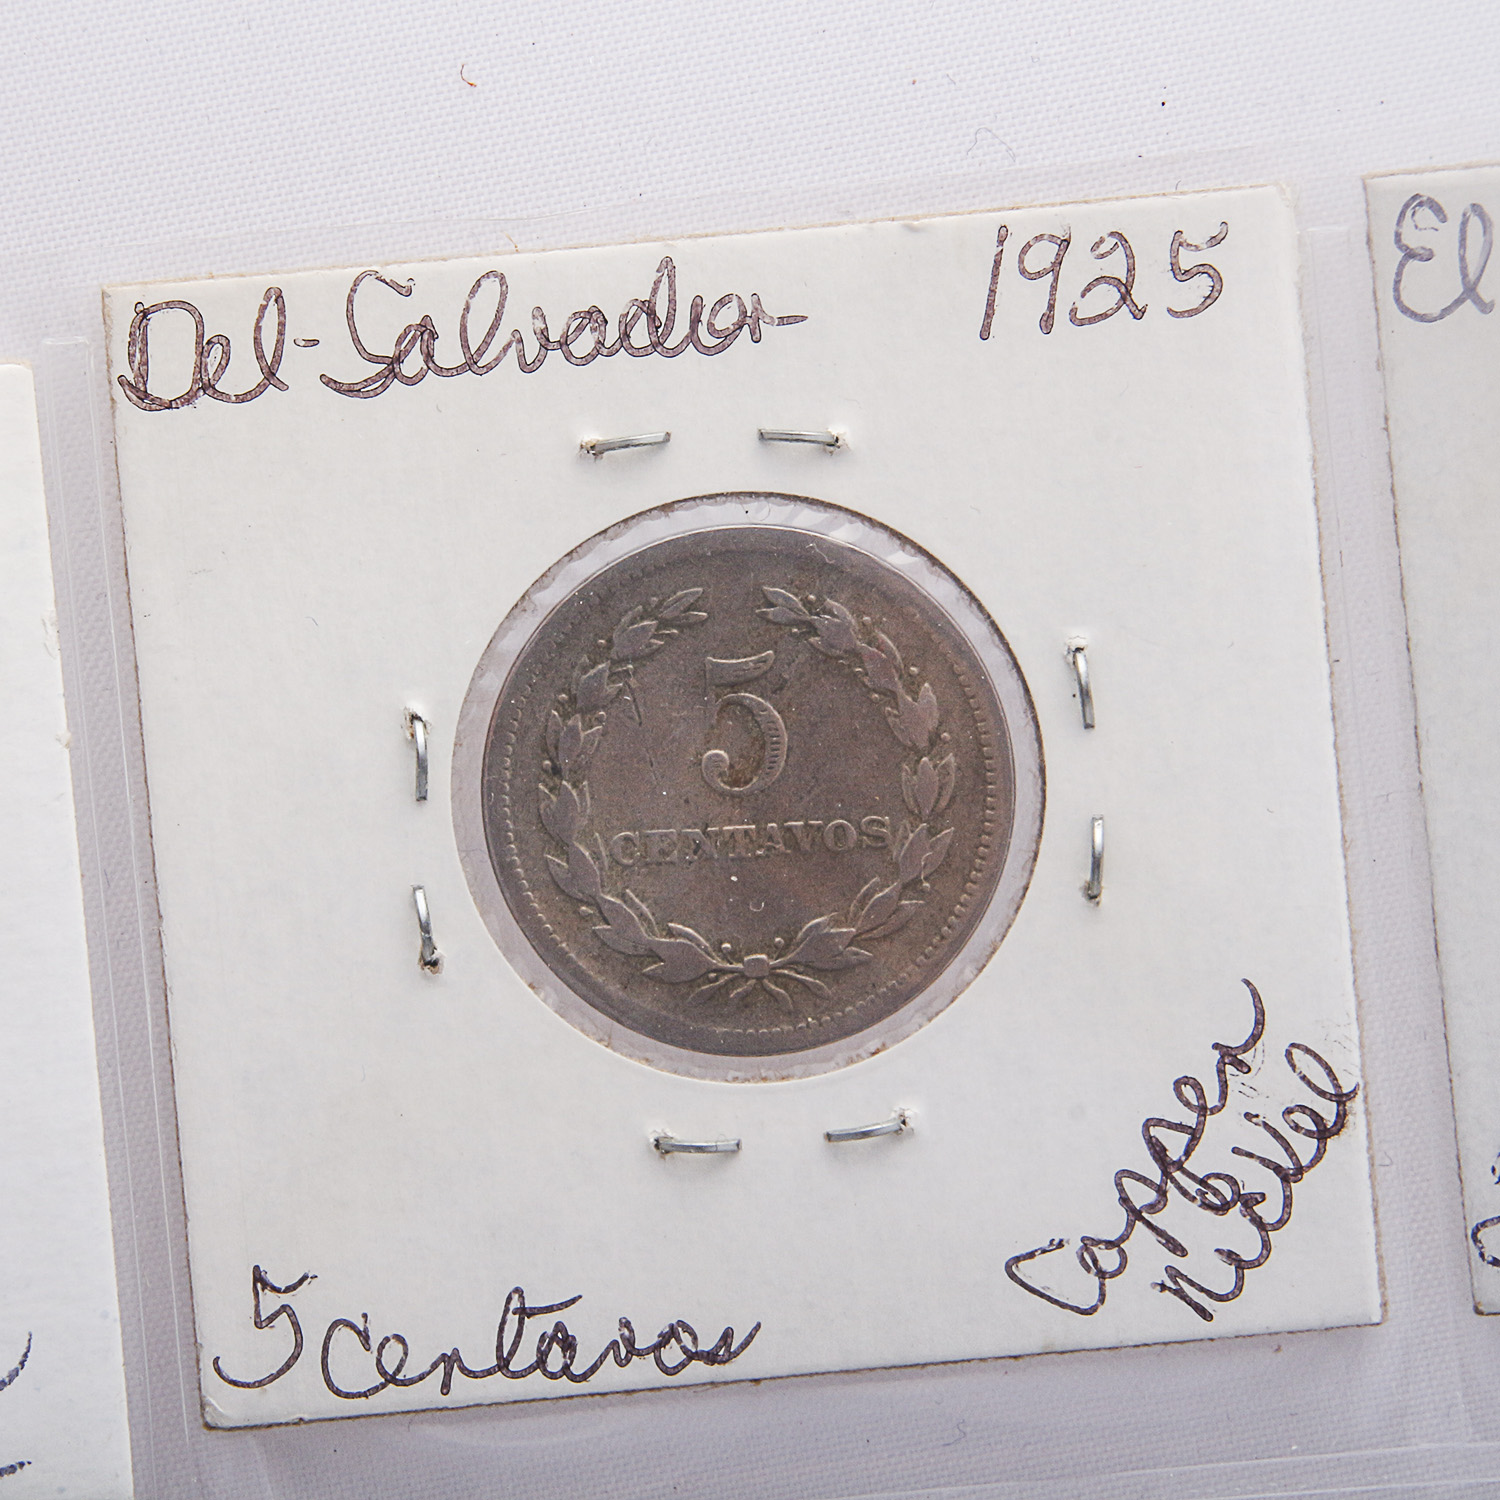 Del-Salvador 1925
5
CENTAVOS
5 Centavos
Copper
Nickel
El